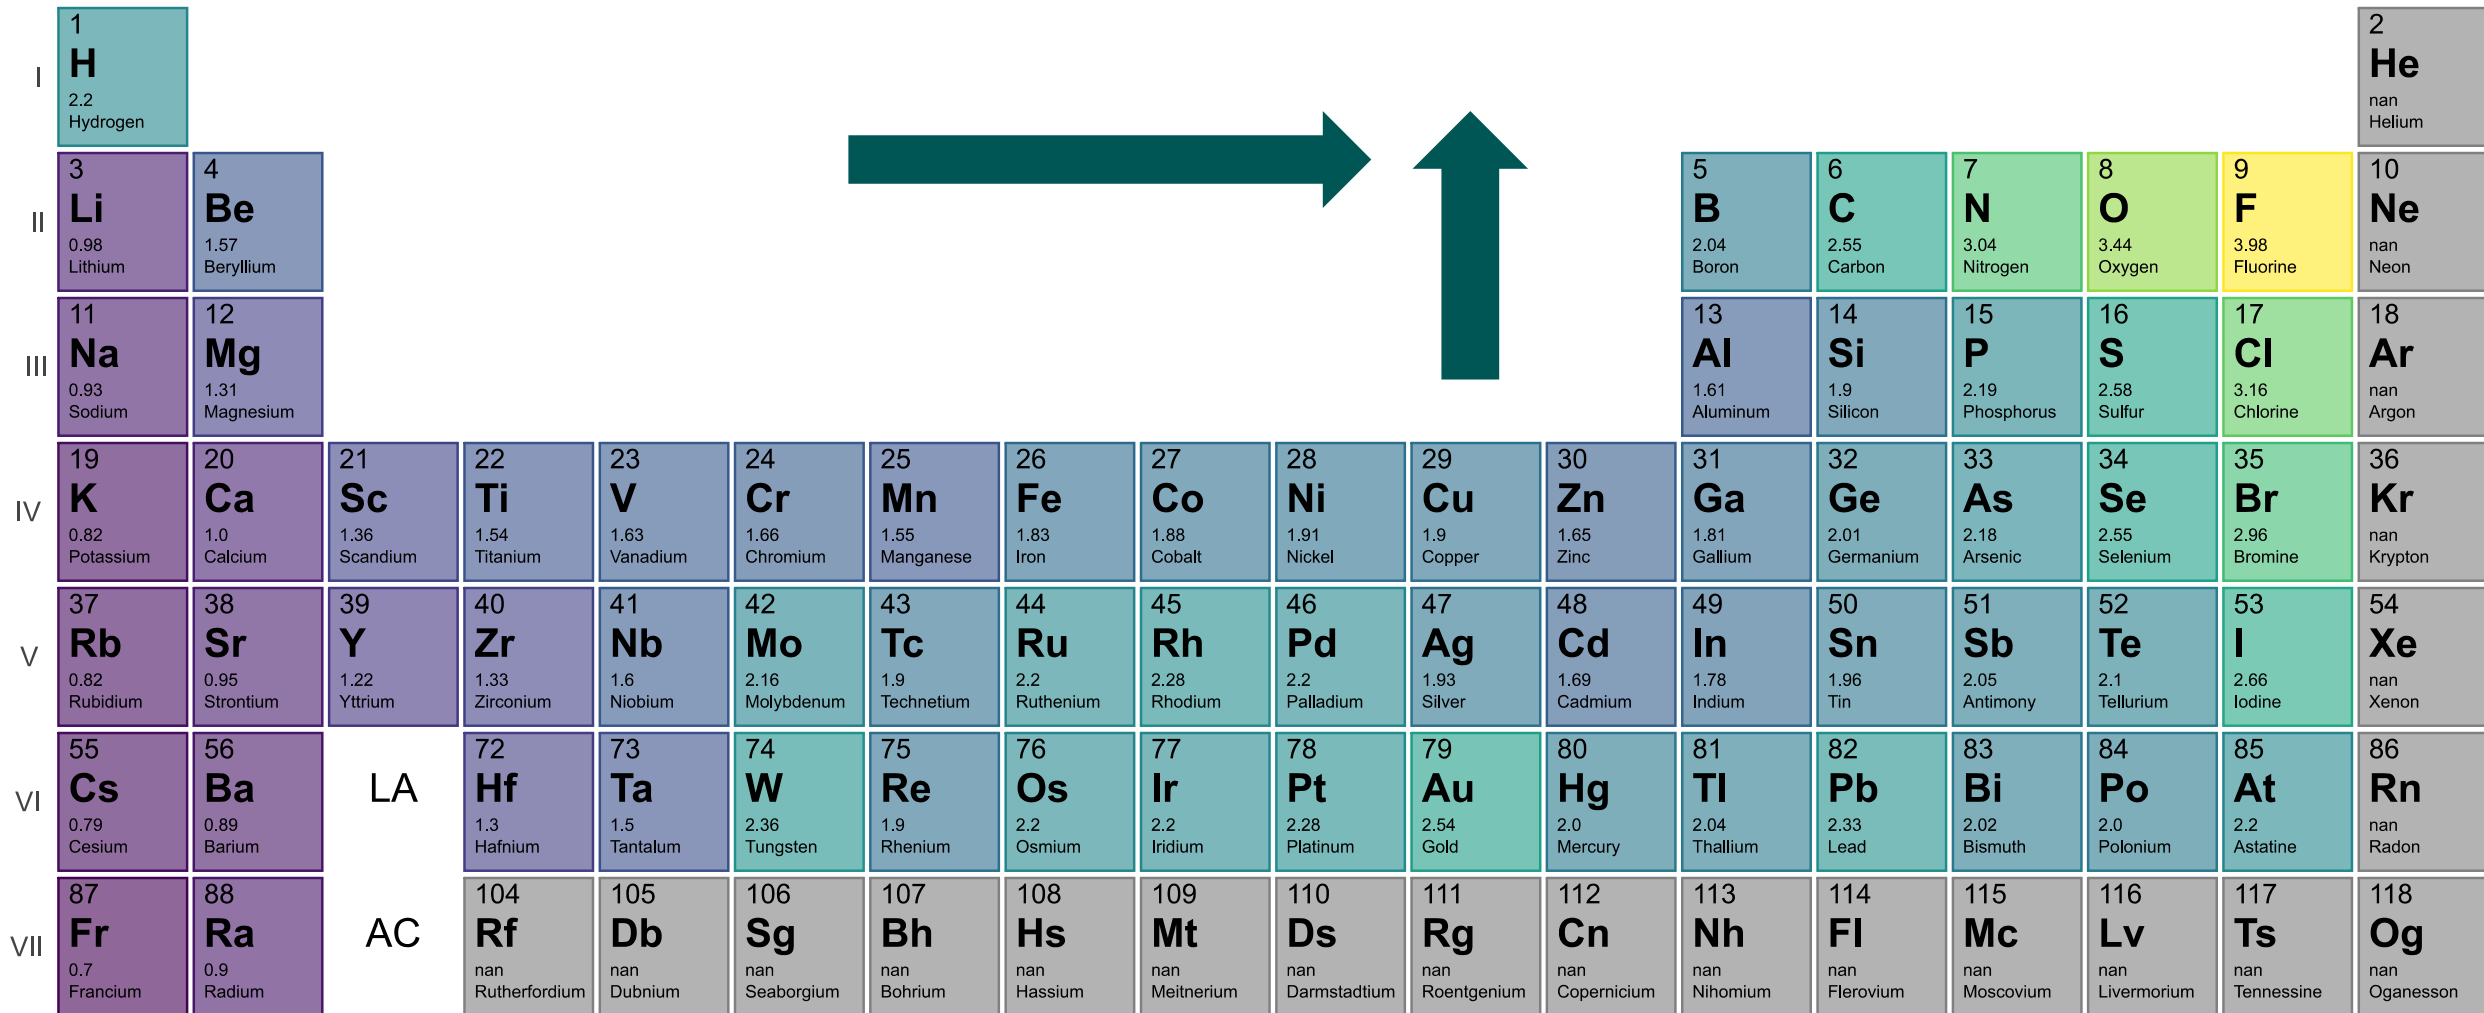 I
1
H
2.2
Hydrogen
2
He
nan
Helium
II
3
Li
0.98
Lithium
4
Be
1.57
Beryllium
5
B
2.04
Boron
6
C
2.55
Carbon
7
N
3.04
Nitrogen
8
O
3.44
Oxygen
9
F
3.98
Fluorine
10
Ne
nan
Neon
III
11
Na
0.93
Sodium
12
Mg
1.31
Magnesium
13
Al
1.61
Aluminum
14
Si
1.9
Silicon
15
P
2.19
Phosphorus
16
S
2.58
Sulfur
17
Cl
3.16
Chlorine
18
Ar
nan
Argon
IV
19
K
0.82
Potassium
20
Ca
1.0
Calcium
21
Sc
1.36
Scandium
22
Ti
1.54
Titanium
23
V
1.63
Vanadium
24
Cr
1.66
Chromium
25
Mn
1.55
Manganese
26
Fe
1.83
Iron
27
Co
1.88
Cobalt
28
Ni
1.91
Nickel
29
Cu
1.9
Copper
30
Zn
1.65
Zinc
31
Ga
1.81
Gallium
32
Ge
2.01
Germanium
33
As
2.18
Arsenic
34
Se
2.55
Selenium
35
Br
2.96
Bromine
36
Kr
nan
Krypton
V
37
Rb
0.82
Rubidium
38
Sr
0.95
Strontium
39
Y
1.22
Yttrium
40
Zr
1.33
Zirconium
41
Nb
1.6
Niobium
42
Mo
2.16
Molybdenum
43
Tc
1.9
Technetium
44
Ru
2.2
Ruthenium
45
Rh
2.28
Rhodium
46
Pd
2.2
Palladium
47
Ag
1.93
Silver
48
Cd
1.69
Cadmium
49
In
1.78
Indium
50
Sn
1.96
Tin
51
Sb
2.05
Antimony
52
Te
2.1
Tellurium
53
I
2.66
Iodine
54
Xe
nan
Xenon
VI
55
Cs
0.79
Cesium
56
Ba
0.89
Barium
LA
72
Hf
1.3
Hafnium
73
Ta
1.5
Tantalum
74
W
2.36
Tungsten
75
Re
1.9
Rhenium
76
Os
2.2
Osmium
77
Ir
2.2
Iridium
78
Pt
2.28
Platinum
79
Au
2.54
Gold
80
Hg
2.0
Mercury
81
Tl
2.04
Thallium
82
Pb
2.33
Lead
83
Bi
2.02
Bismuth
84
Po
2.0
Polonium
85
At
2.2
Astatine
86
Rn
nan
Radon
VII
87
Fr
0.7
Francium
88
Ra
0.9
Radium
AC
104
Rf
nan
Rutherfordium
105
Db
nan
Dubnium
106
Sg
nan
Seaborgium
107
Bh
nan
Bohrium
108
Hs
nan
Hassium
109
Mt
nan
Meitnerium
110
Ds
nan
Darmstadtium
111
Rg
nan
Roentgenium
112
Cn
nan
Copernicium
113
Nh
nan
Nihomium
114
Fl
nan
Flerovium
115
Mc
nan
Moscovium
116
Lv
nan
Livermorium
117
Ts
nan
Tennessine
118
Og
nan
Oganesson